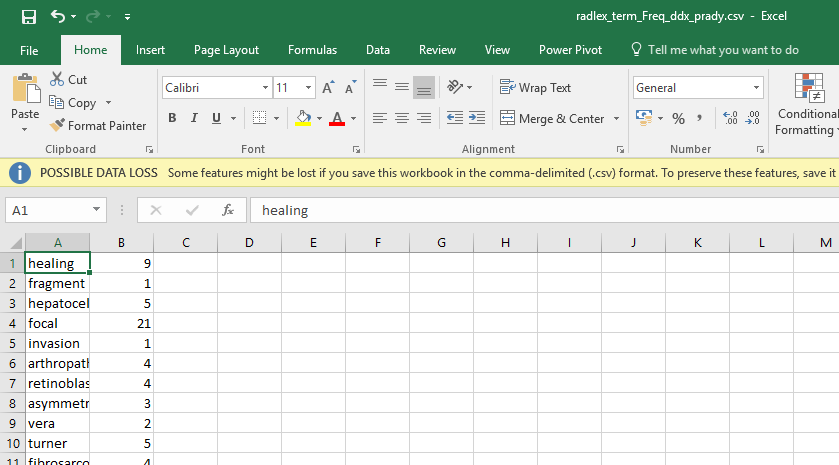 radlex_term_Freq_ddx_prady.csv - Excel
File Home Insert Page Layout Formulas Data Review View Power Pivot Tell me what you want to do
Cut
Copy
Format Painter
Paste
Calibri 11 A A
B I U A
Wrap Text
Merge & Center
General
% , .0 .00 .00 .0
Conditional
Formatting
Clipboard Font Alignment Number
POSSIBLE DATA LOSS Some features might be lost if you save this workbook in the comma-delimited (.csv) format. To preserve these features, save it
A1 fx healing
A B C D E F G H I J K L M
1 healing 9
2 fragment 1
3 hepatocel 5
4 focal 21
5 invasion 1
6 arthropath 4
7 retinoblas 4
8 asymmetr 3
9 vera 2
10 turner 5
11 fibrosarco 4